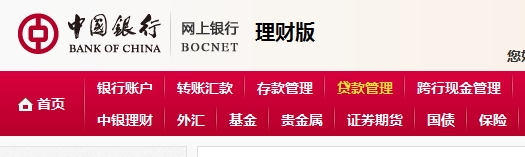 中國銀行
BANK OF CHINA
网上银行
BOCNET
理财版
您
首页
银行账户 转账汇款 存款管理 贷款管理 跨行现金管理
中银理财 外汇 基金 贵金属 证券期货 国债 保险